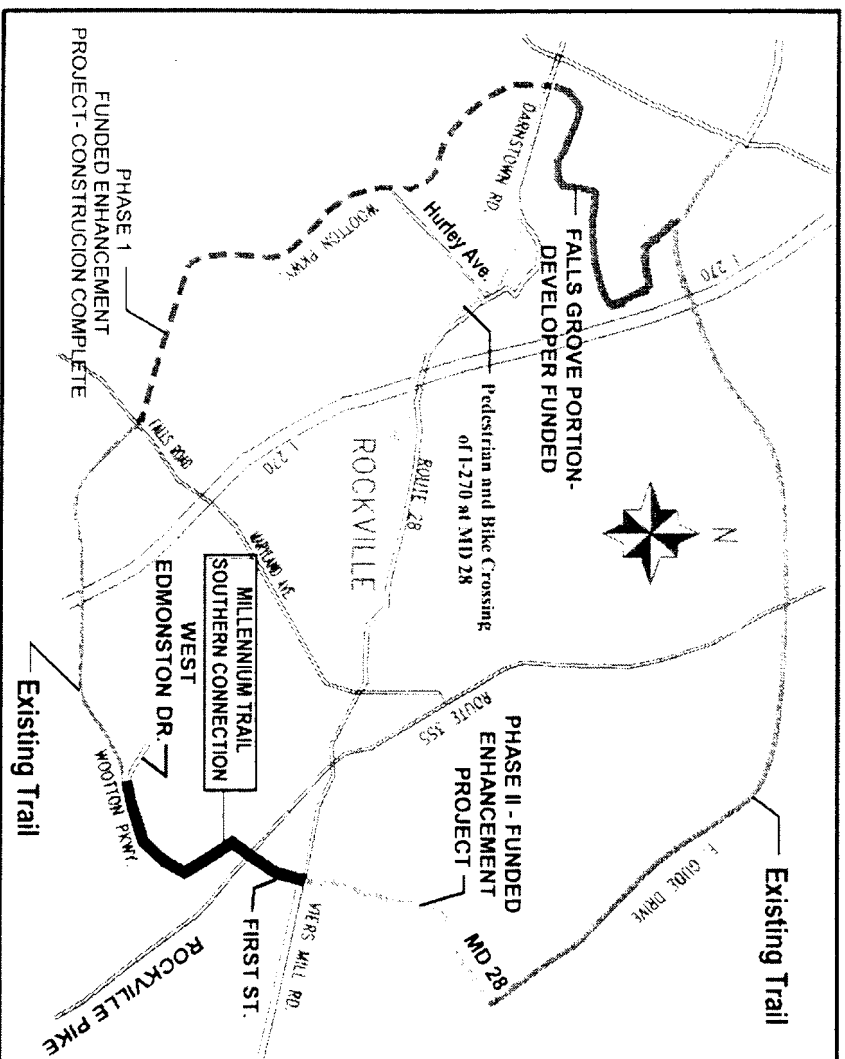 N
FALLS GROVE PORTION-
DEVELOPER FUNDED
DARNSTOWN RD.
I 270
Existing Trail
E. GUDE DRIVE
Hurley Ave.
WOOTTON PKWY.
Pedestrian and Bike Crossing
of I-270 at MD 28
ROUTE 28
ROCKVILLE
ROUTE 355
PHASE II - FUNDED
ENHANCEMENT
PROJECT
MD 28
PHASE 1
FUNDED ENHANCEMENT
PROJECT- CONSTRUCION COMPLETE
FALLS ROAD
I 270
MARYLAND AVE.
MILLENNIUM TRAIL
SOUTHERN CONNECTION
WEST
EDMONSTON DR.
Existing Trail
WOOTTON PKWY.
FIRST ST.
VIERS MILL RD.
ROCKVILLE PIKE